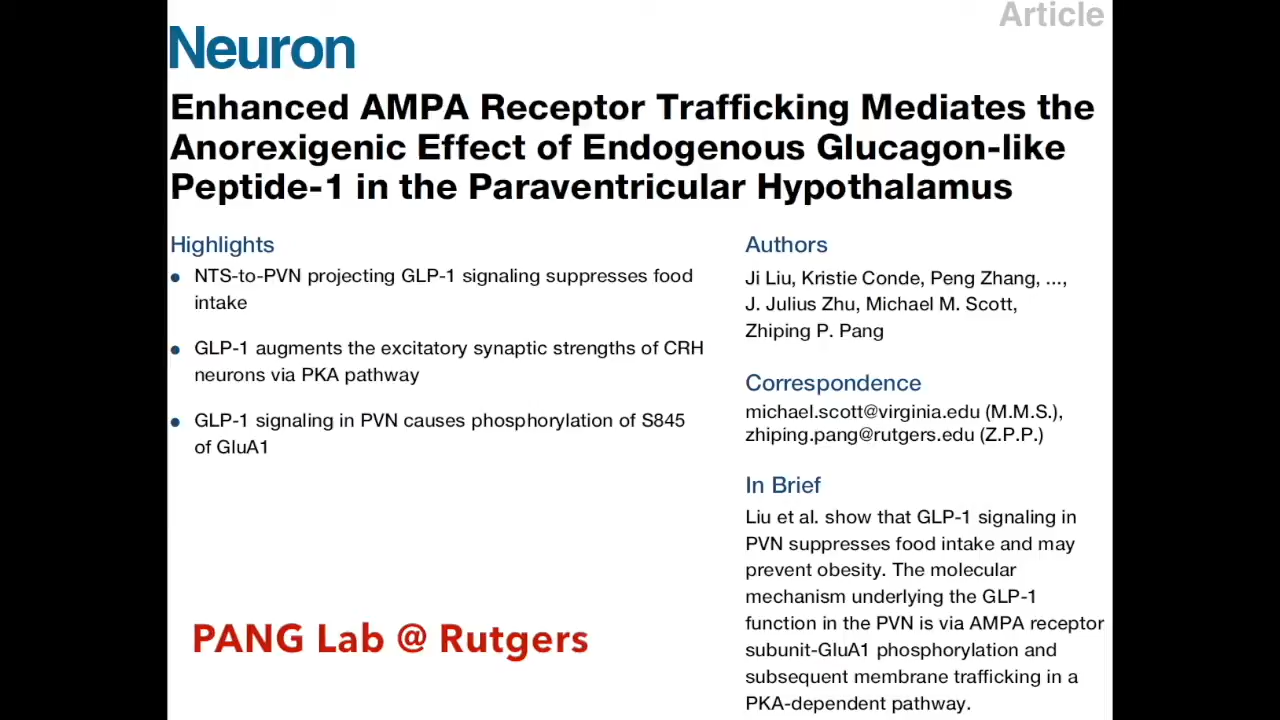 Article
Neuron
Enhanced AMPA Receptor Trafficking Mediates the
Anorexigenic Effect of Endogenous Glucagon-like
Peptide-1 in the Paraventricular Hypothalamus
Highlights
• NTS-to-PVN projecting GLP-1 signaling suppresses food
intake
• GLP-1 augments the excitatory synaptic strengths of CRH
neurons via PKA pathway
• GLP-1 signaling in PVN causes phosphorylation of S845
of GluA1
PANG Lab @ Rutgers
Authors
Ji Liu, Kristie Conde, Peng Zhang, ...,
J. Julius Zhu, Michael M. Scott,
Zhiping P. Pang
Correspondence
michael.scott@virginia.edu (M.M.S.),
zhiping.pang@rutgers.edu (Z.P.P.)
In Brief
Liu et al. show that GLP-1 signaling in
PVN suppresses food intake and may
prevent obesity. The molecular
mechanism underlying the GLP-1
function in the PVN is via AMPA receptor
subunit-GluA1 phosphorylation and
subsequent membrane trafficking in a
PKA-dependent pathway.